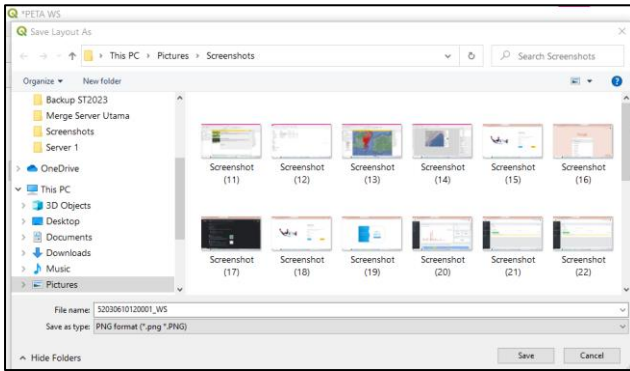 *PETA WS
Save Layout As
This PC > Pictures > Screenshots
Search Screenshots
Organize
New folder
Backup ST2023
Merge Server Utama
Screenshots
Server 1
OneDrive
This PC
3D Objects
Desktop
Documents
Downloads
Music
Pictures
Screenshot (11)
Screenshot (12)
Screenshot (13)
Screenshot (14)
Screenshot (15)
Screenshot (16)
Screenshot (17)
Screenshot (18)
Screenshot (19)
Screenshot (20)
Screenshot (21)
Screenshot (22)
File name: 52030610120001_WS
Save as type: PNG format (*.png *.PNG)
Hide Folders
Save
Cancel